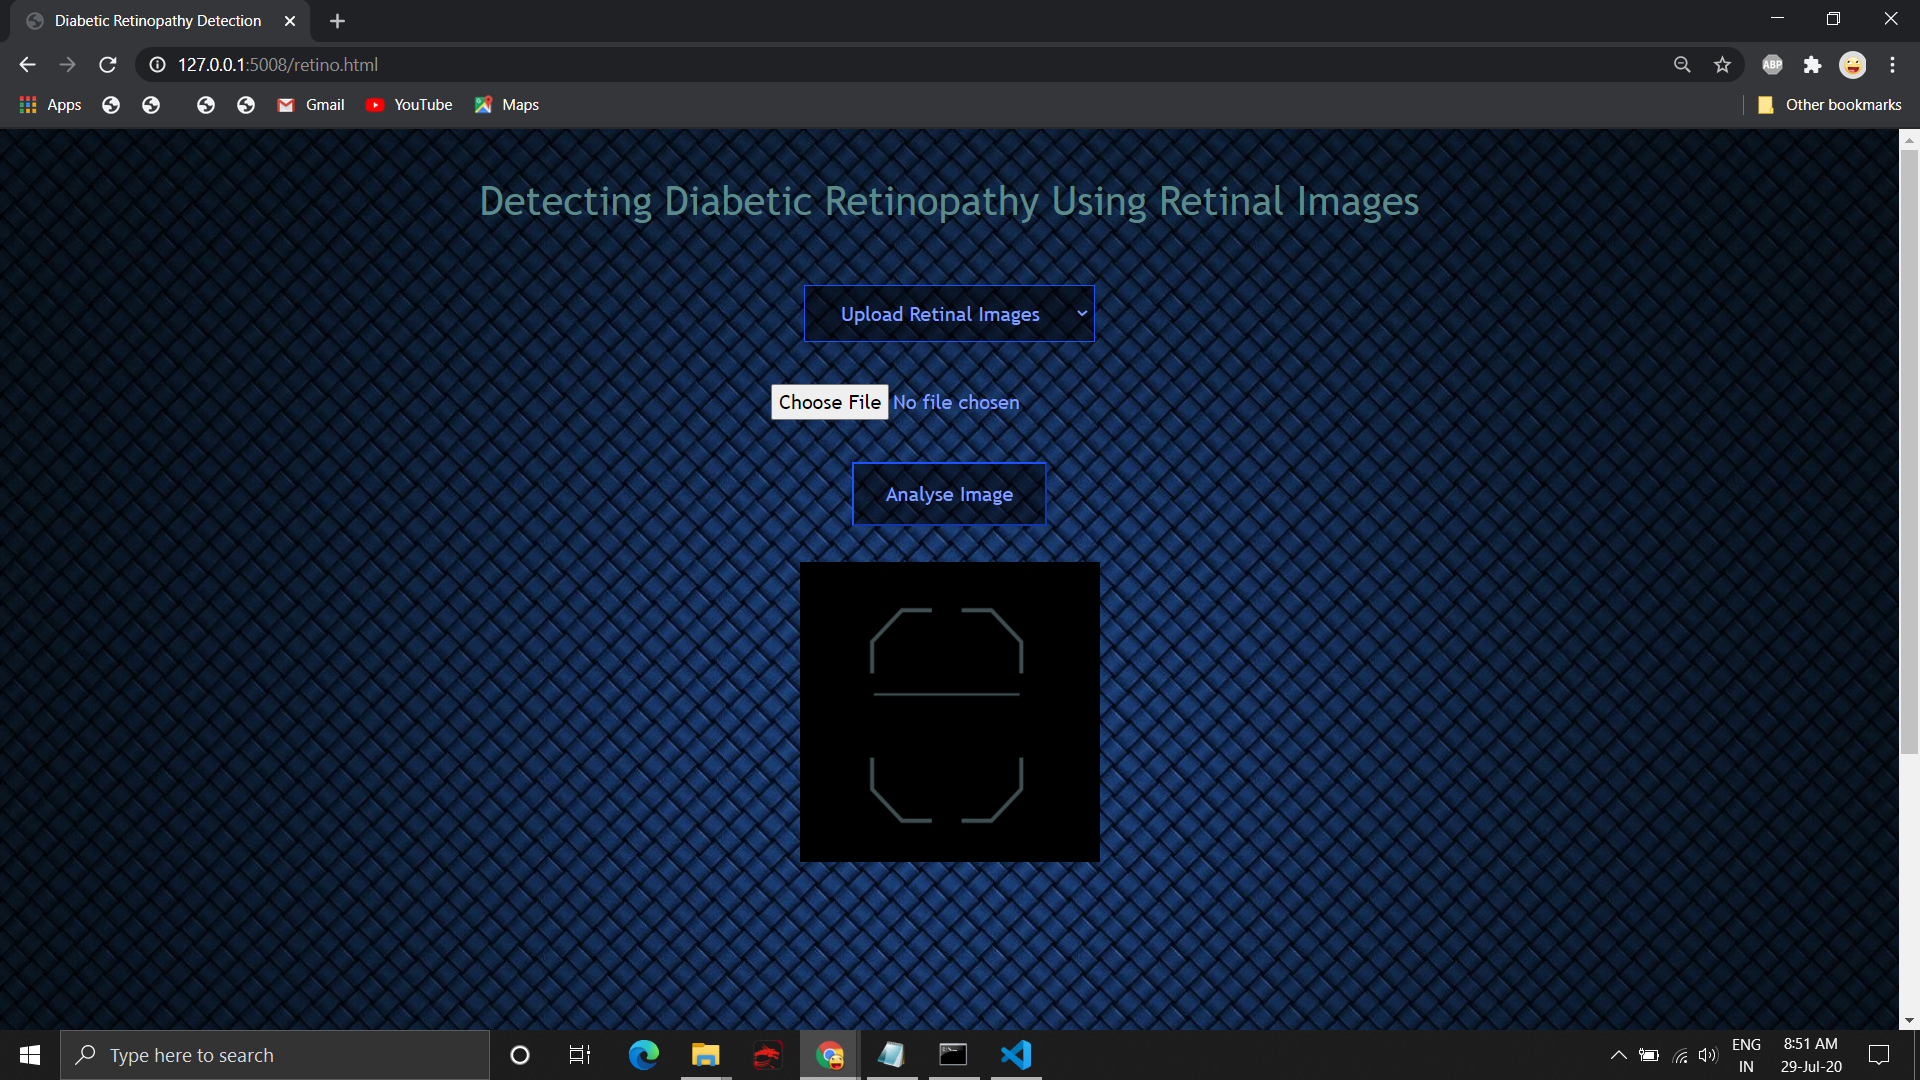 Diabetic Retinopathy Detection
127.0.0.1:5008/retino.html
ABP
Apps
Gmail
YouTube
Maps
Other bookmarks
Detecting Diabetic Retinopathy Using Retinal Images
Upload Retinal Images
Choose File No file chosen
Analyse Image
Type here to search
ENG
IN
8:51 AM
29-Jul-20